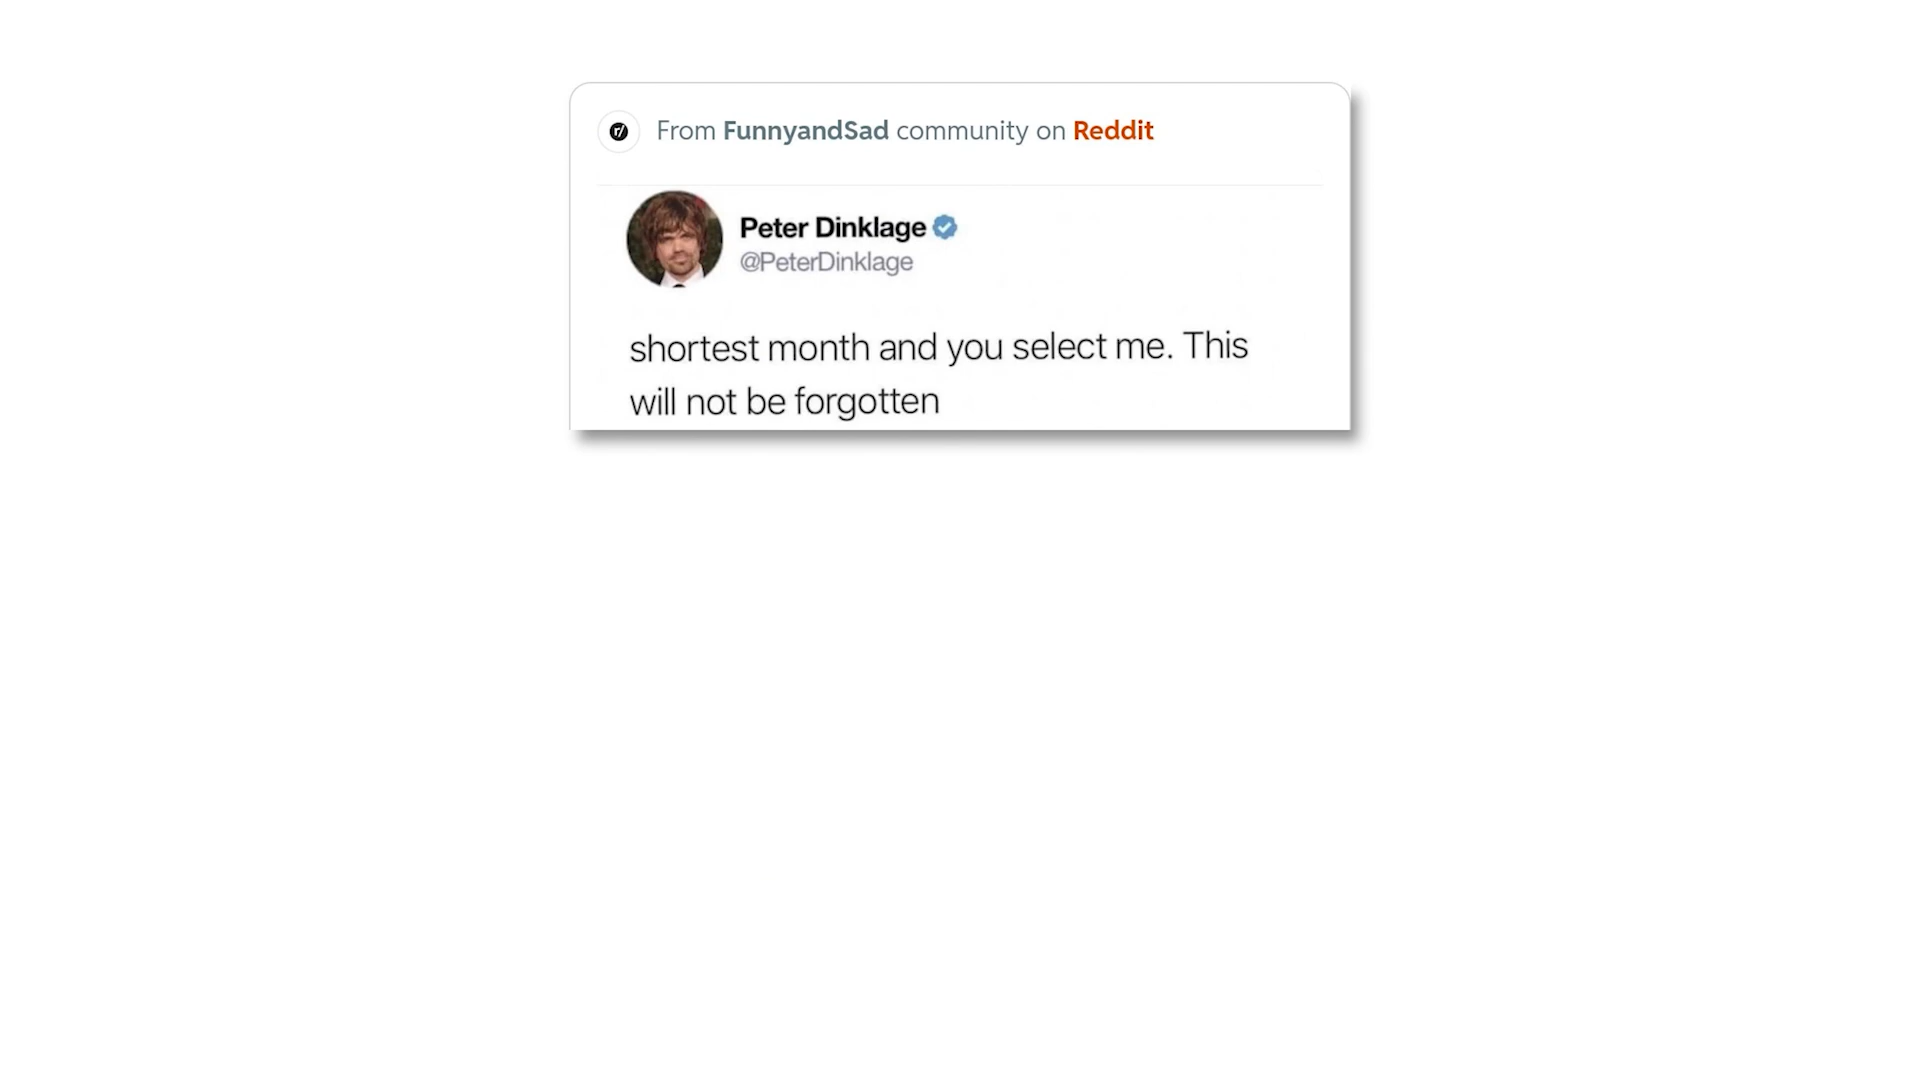 r/
From FunnyandSad community on Reddit
Peter Dinklage
@PeterDinklage
shortest month and you select me. This
will not be forgotten